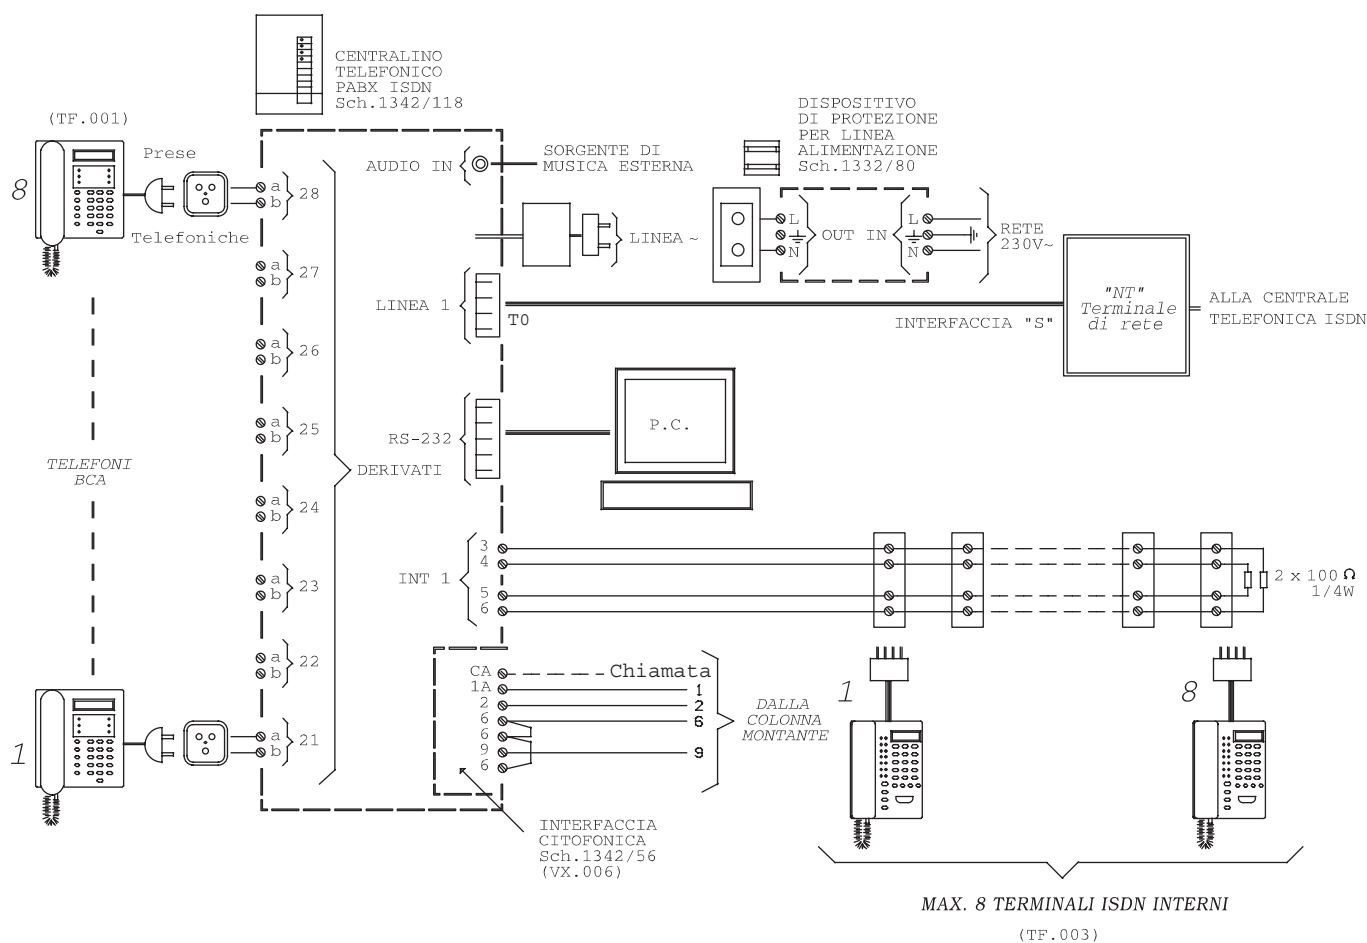 CENTRALINO
TELEFONICO
PABX ISDN
Sch.1342/118
(TF.001)
8
Prese
Telefoniche
a
b
28
AUDIO IN
SORGENTE DI
MUSICA ESTERNA
DISPOSITIVO
DI PROTEZIONE
PER LINEA
ALIMENTAZIONE
Sch.1332/80
LINEA ~
L
N
OUT IN
L
N
RETE
230V~
a
b
27
LINEA 1
T0
INTERFACCIA "S"
"NT"
Terminale
di rete
ALLA CENTRALE
TELEFONICA ISDN
a
b
26
a
b
25
RS-232
P.C.
TELEFONI
BCA
DERIVATI
a
b
24
INT 1
3
4
5
6
2 x 100 Ω
1/4W
a
b
23
a
b
22
CA
1A
2
6
6
9
6
Chiamata
1
2
6
9
DALLA
COLONNA
MONTANTE
1
a
b
21
INTERFACCIA
CITOFONICA
Sch.1342/56
(VX.006)
1
8
MAX. 8 TERMINALI ISDN INTERNI
(TF.003)